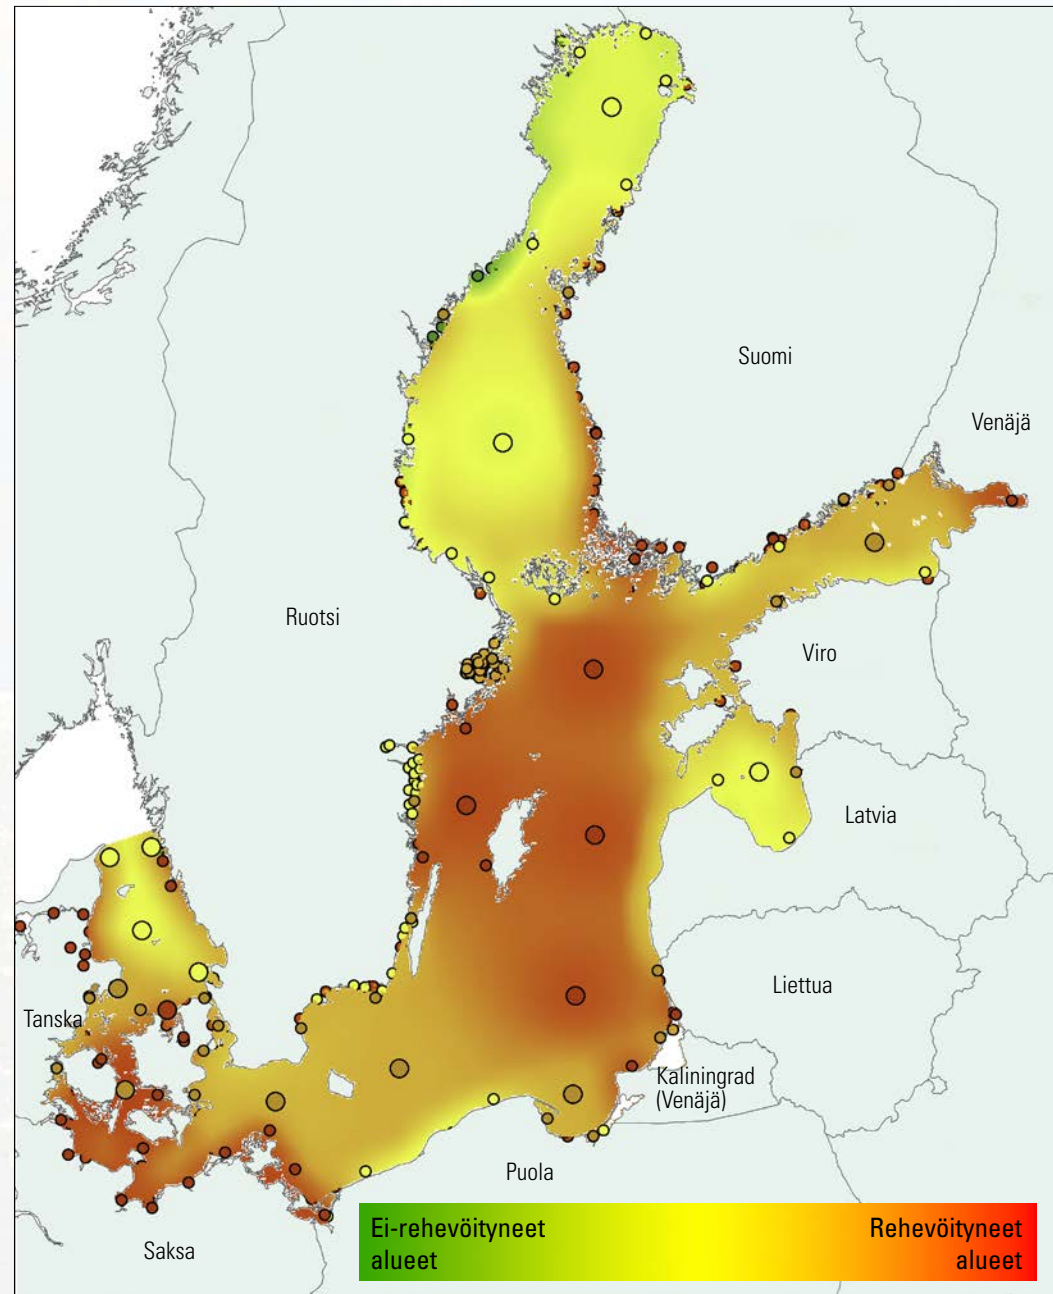 Suomi
Venäjä
Ruotsi
Viro
Latvia
Liettua
Tanska
Kaliningrad
(Venäjä)
Puola
Saksa
Ei-rehevöityneet
alueet
Rehevöityneet
alueet